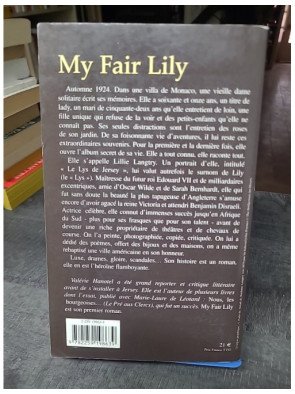 My Fair Lily
Automne 1924. Dans une villa de Monaco, une vieille dame
solitaire écrit ses mémoires. Elle a soixante et onze ans, un titre de
lady, un mari de cinquante-deux ans qu'elle entretient de loin, une
fille unique qui refuse de la voir et des petits-enfants qu'elle ne
connaît pas. Ses seules distractions sont l'entretien des roses
de son jardin. De sa foisonnante vie d'aventures, il lui reste ces
extraordinaires souvenirs. Pour la première et la dernière fois, elle
ouvre l'album secret de sa vie. Elle a tout connu, elle raconte tout.
Elle s'appelle Lillie Langtry. Un portrait d'elle, intitulé
« Le Lys de Jersey », lui valut autrefois le surnom de Lily
(le « Lys »). Maîtresse du futur roi Edouard VII et de milliardaires
excentriques, amie d'Oscar Wilde et de Sarah Bernhardt, elle qui
fut sans doute la beauté la plus tapageuse d'Angleterre s'amuse
encore d'avoir agacé la reine Victoria et attendri Benjamin Disraeli.
Actrice célèbre, elle connut d'immenses succès jusqu'en Afrique
du Sud - plus pour ses frasques que pour son talent - avant de
devenir une riche propriétaire de théâtres et de chevaux de
course. On l'a peinte, photographiée, copiée, critiquée. On lui a
dédié des poèmes, offert des bijoux et des maisons, on a même
rebaptisé une ville américaine en son honneur.
Luxe, drames, gloire, scandales... Son histoire est un roman,
elle en est l'héroïne flamboyante.
Valérie Hanotel a été grand reporter et critique littéraire
avant de s'installer à Jersey. Elle est l'auteur de plusieurs livres
dont l'essai, publié avec Marie-Laure de Léotard : Nous, les
bourgeoises... (Le Pré aux Clercs), qui fut un succès. My Fair Lily
est son premier roman.
21 €